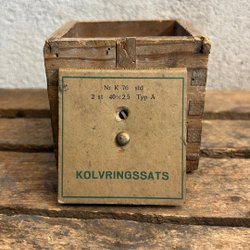 Nr K 76 std
2 st 40×2,5 Typ A
KOLVRINGSSATS